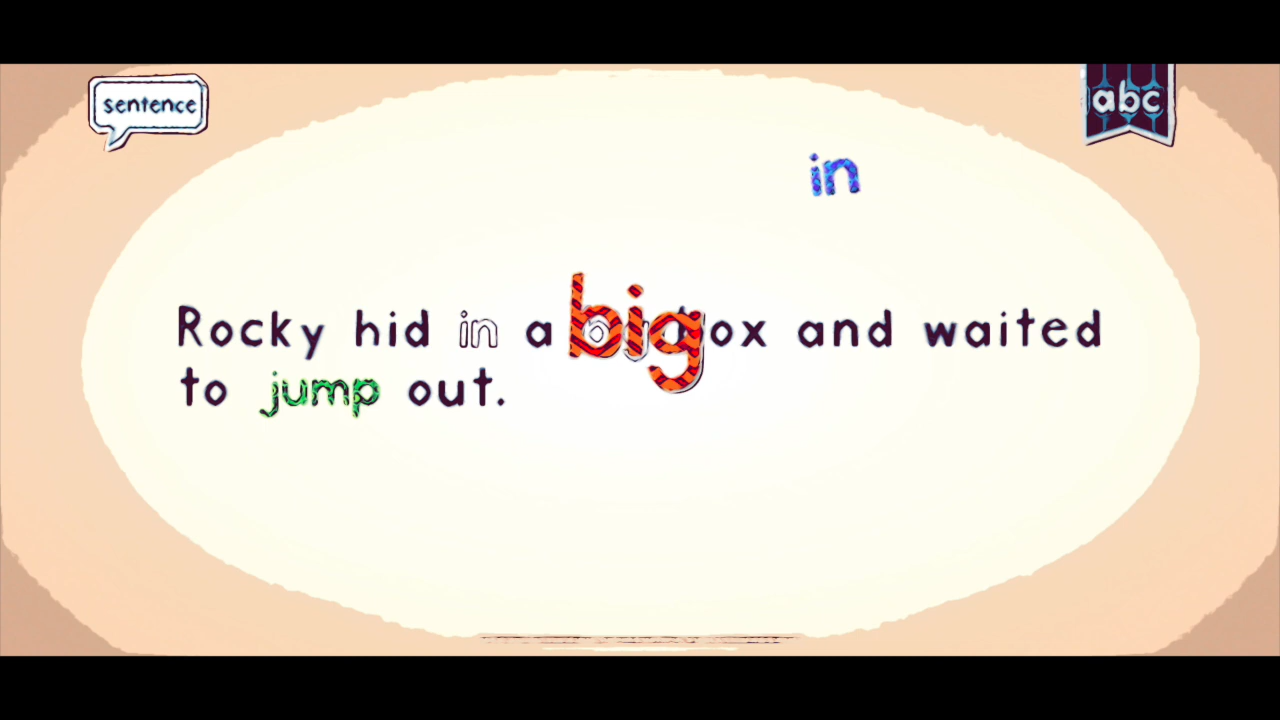 sentence
abc
in
Rocky hid in a big box and waited
to jump out.